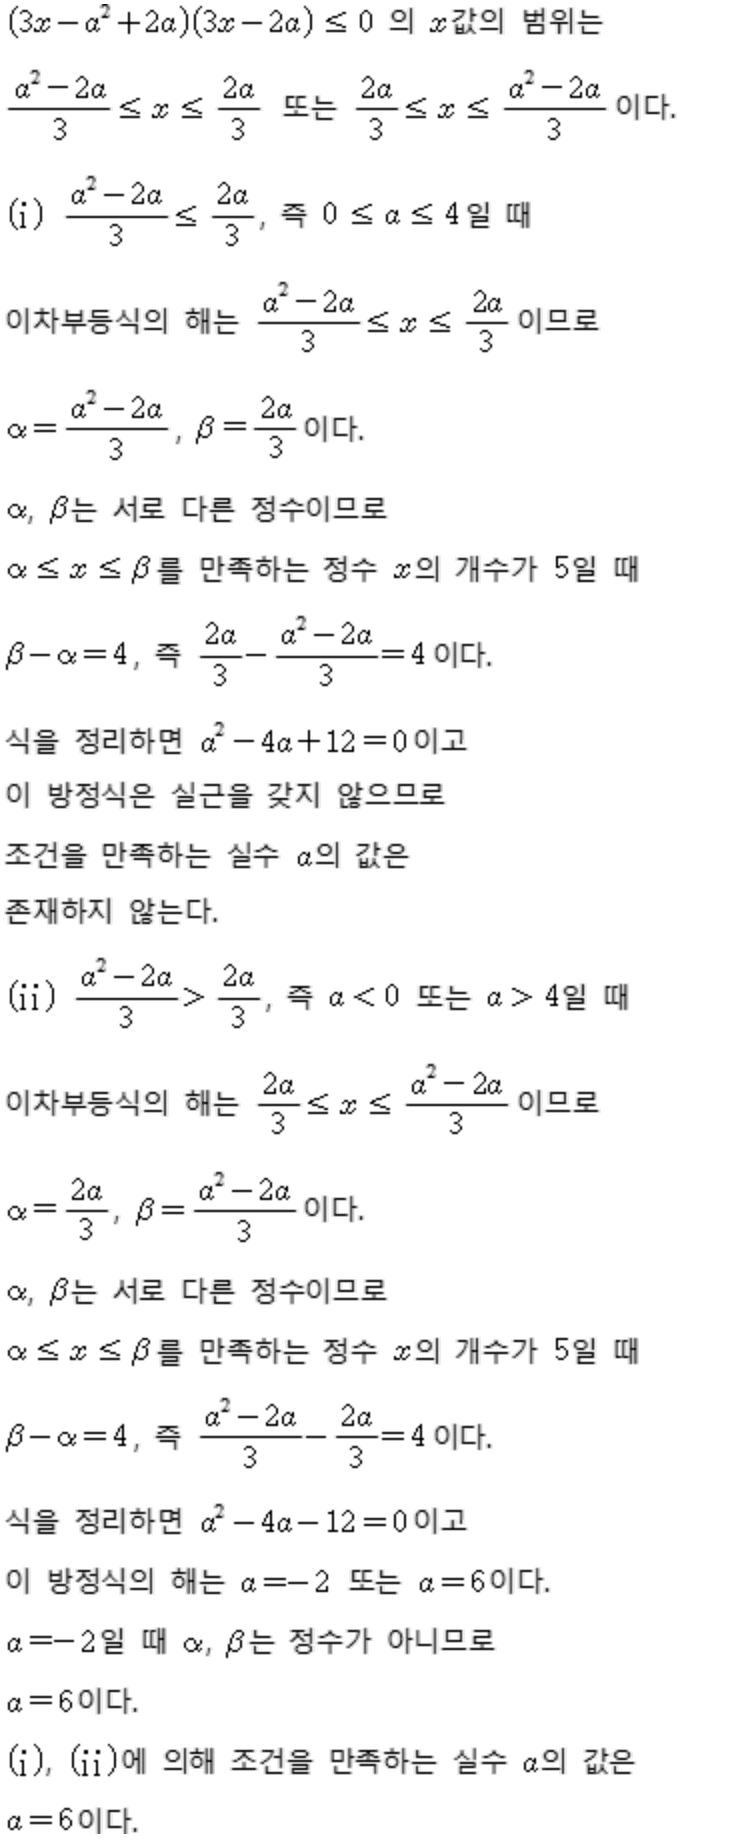 (3x−a²+2a)(3x−2a) ≤ 0 의 x값의 범위는
(a²−2a)/3 ≤ x ≤ 2a/3 또는 2a/3 ≤ x ≤ (a²−2a)/3 이다.
(i) (a²−2a)/3 ≤ 2a/3, 즉 0 ≤ a ≤ 4일 때
이차부등식의 해는 (a²−2a)/3 ≤ x ≤ 2a/3 이므로
α = (a²−2a)/3, β = 2a/3 이다.
α, β는 서로 다른 정수이므로
α ≤ x ≤ β를 만족하는 정수 x의 개수가 5일 때
β−α=4, 즉 2a/3 − (a²−2a)/3 = 4 이다.
식을 정리하면 a²−4a+12=0이고
이 방정식은 실근을 갖지 않으므로
조건을 만족하는 실수 a의 값은
존재하지 않는다.
(ii) (a²−2a)/3 > 2a/3, 즉 a<0 또는 a>4일 때
이차부등식의 해는 2a/3 ≤ x ≤ (a²−2a)/3 이므로
α = 2a/3, β = (a²−2a)/3 이다.
α, β는 서로 다른 정수이므로
α ≤ x ≤ β를 만족하는 정수 x의 개수가 5일 때
β−α=4, 즉 (a²−2a)/3 − 2a/3 = 4 이다.
식을 정리하면 a²−4a−12=0이고
이 방정식의 해는 a=−2 또는 a=6이다.
a=−2일 때 α, β는 정수가 아니므로
a=6이다.
(i), (ii)에 의해 조건을 만족하는 실수 a의 값은
a=6이다.